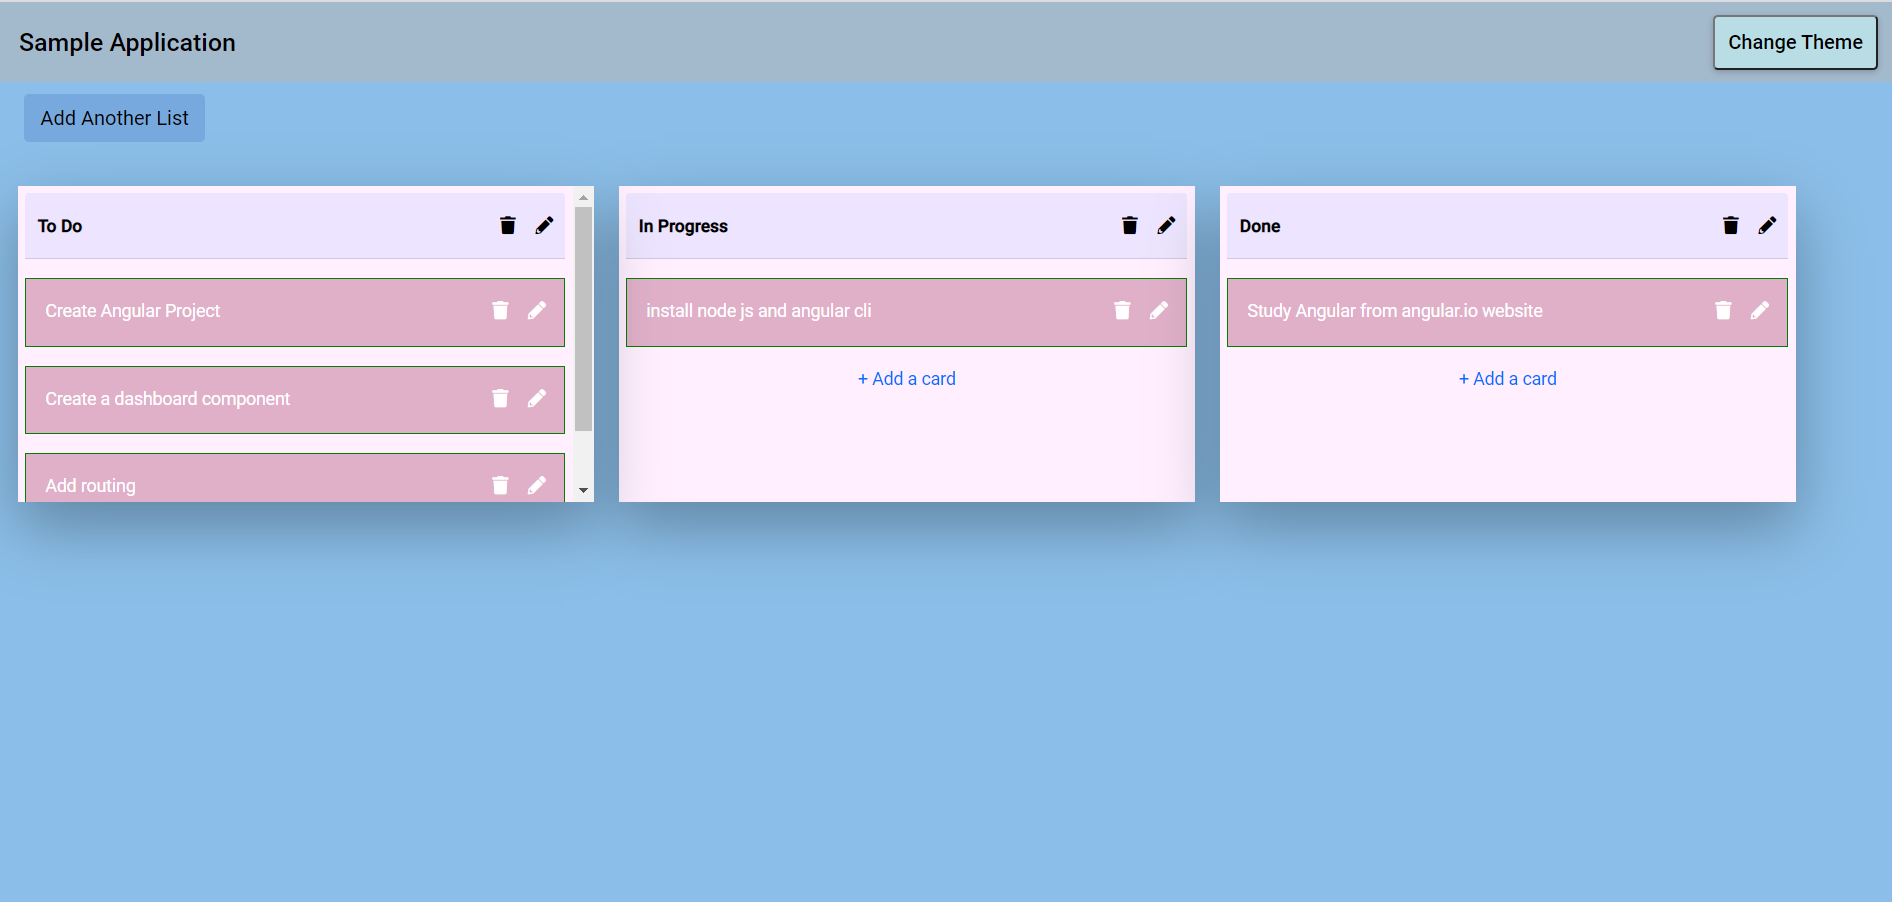 Sample Application
Change Theme
Add Another List
To Do
Create Angular Project
Create a dashboard component
Add routing
In Progress
install node js and angular cli
+ Add a card
Done
Study Angular from angular.io website
+ Add a card